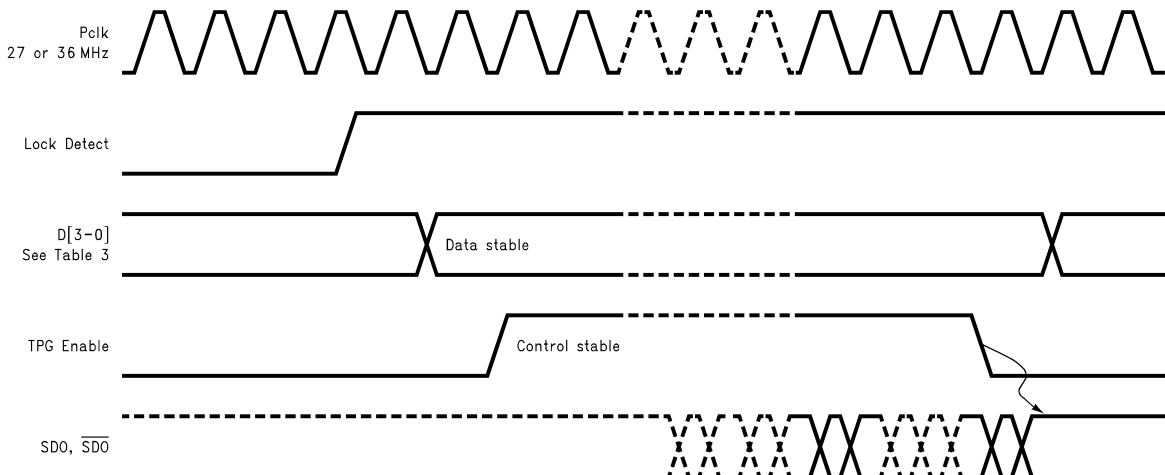 Pclk
27 or 36 MHz
Lock Detect
D[3-0]
See Table 3
Data stable
TPG Enable
Control stable
SDO, SDO